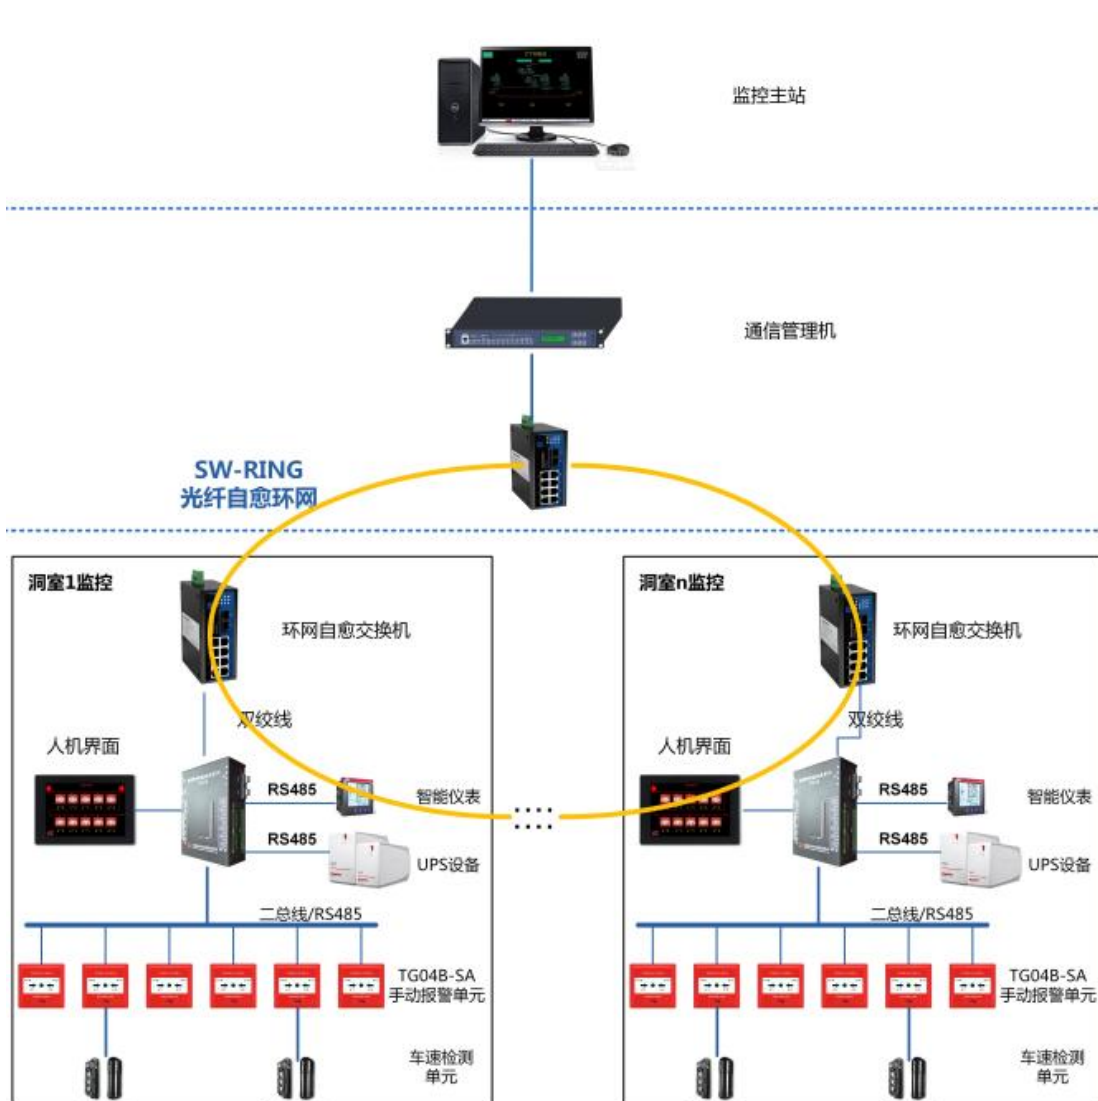 监控主站
通信管理机
SW-RING
光纤自愈环网
洞室1监控
环网自愈交换机
双绞线
人机界面
RS485
智能仪表
RS485
UPS设备
二总线/RS485
TG04B-SA
手动报警单元
车速检测
单元
洞室n监控
环网自愈交换机
双绞线
人机界面
RS485
智能仪表
RS485
UPS设备
二总线/RS485
TG04B-SA
手动报警单元
车速检测
单元